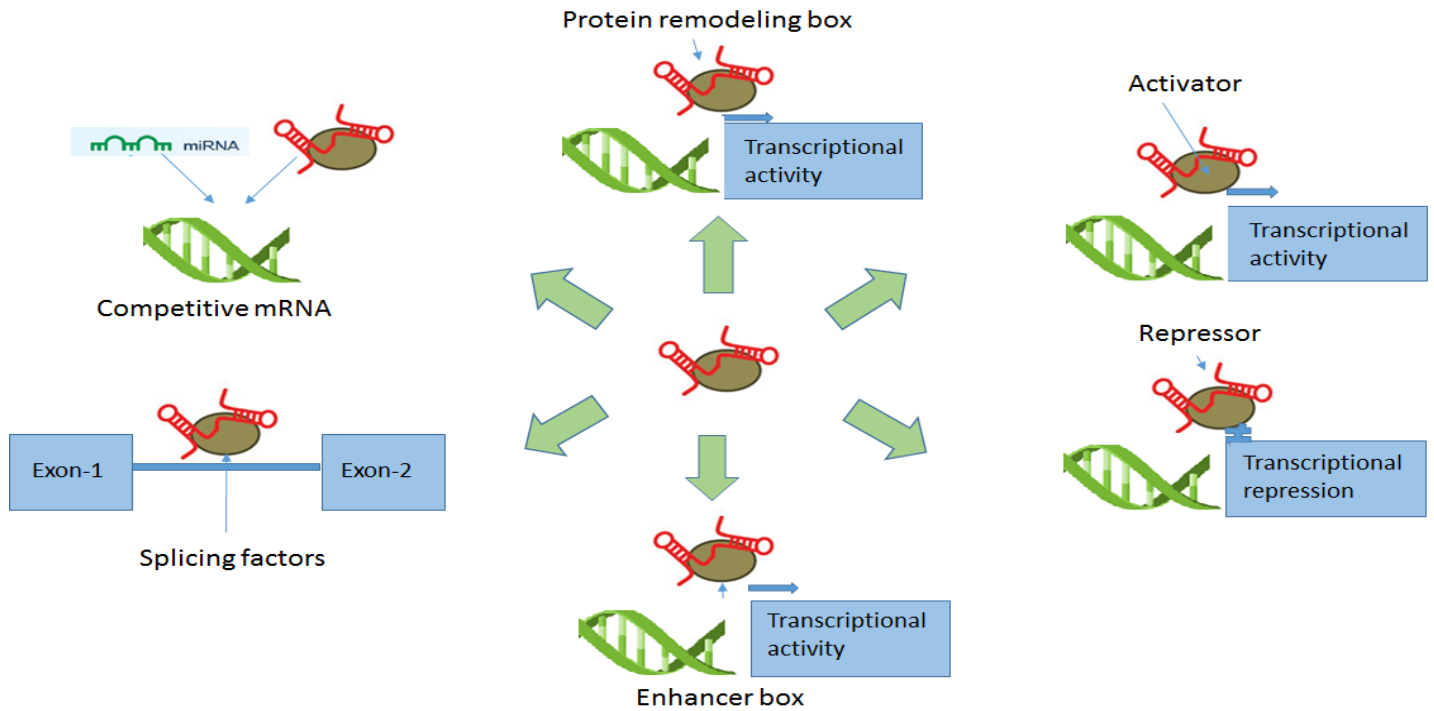 Protein remodeling box
Transcriptional
activity
Activator
Transcriptional
activity
miRNA
Competitive mRNA
Repressor
Transcriptional
repression
Exon-1
Exon-2
Splicing factors
Transcriptional
activity
Enhancer box